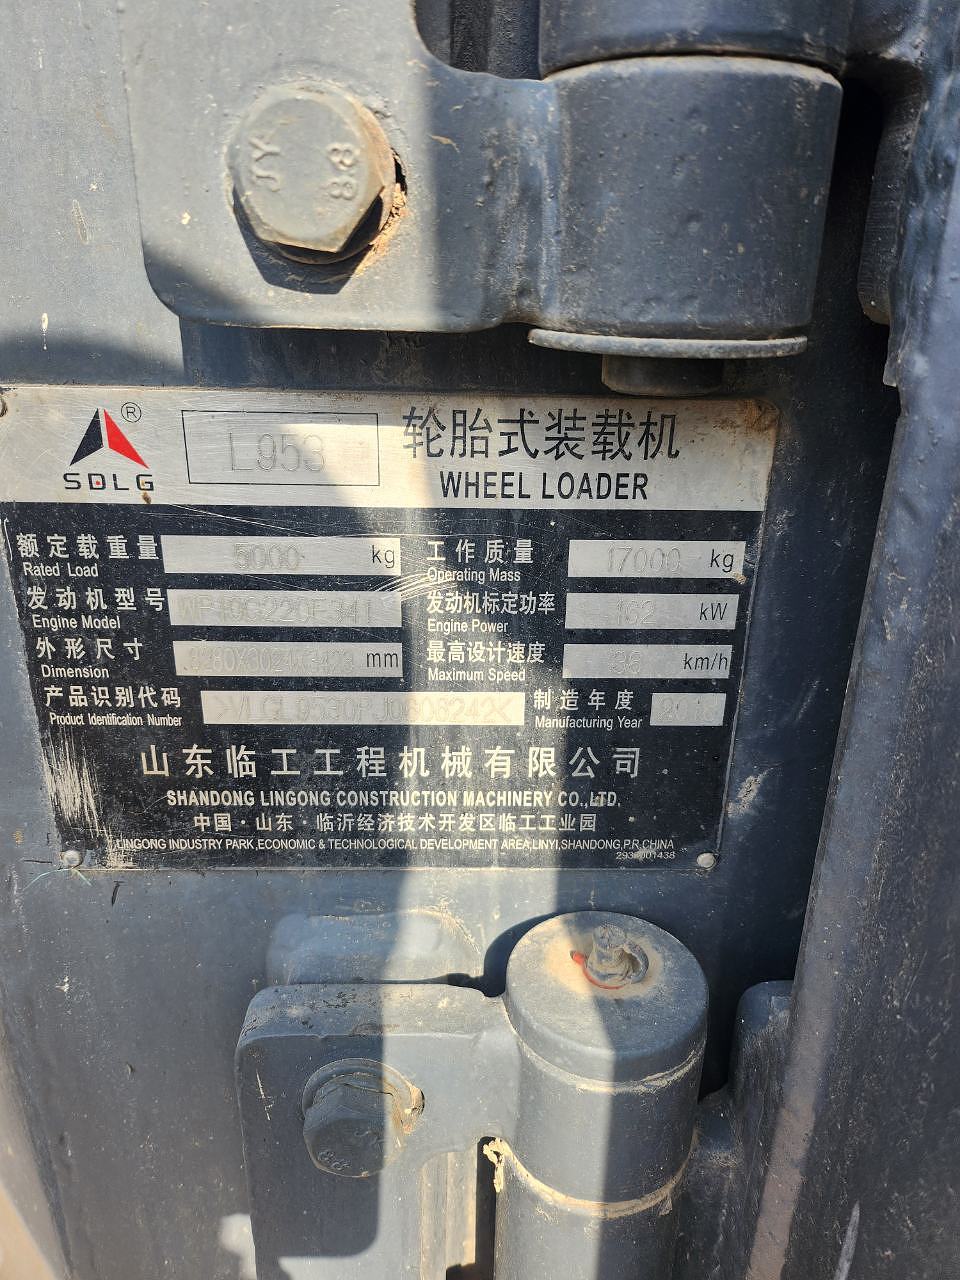 JY
8.8
®
SDLG
L953
轮胎式装载机
WHEEL LOADER
额定载重量 5000 kg
Rated Load
工作质量 17000 kg
Operating Mass
发动机型号
Engine Model
发动机标定功率 162 kW
Engine Power
外形尺寸 mm
Dimension
最高设计速度 38 km/h
Maximum Speed
产品识别代码
Product Identification Number
制造年度
Manufacturing Year
山东临工工程机械有限公司
SHANDONG LINGONG CONSTRUCTION MACHINERY CO.,LTD.
中国·山东·临沂经济技术开发区临工工业园
LINGONG INDUSTRY PARK,ECONOMIC & TECHNOLOGICAL DEVELOPMENT AREA,LINYI,SHANDONG,P.R.CHINA